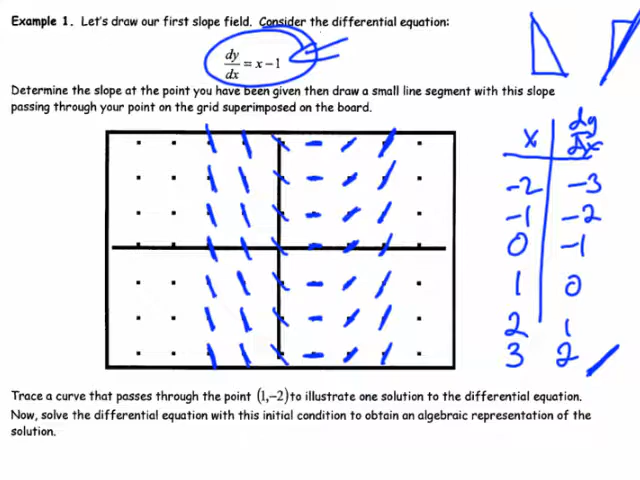 Example 1. Let's draw our first slope field. Consider the differential equation:
dy/dx = x - 1
Determine the slope at the point you have been given then draw a small line segment with this slope
passing through your point on the grid superimposed on the board.
x dy/dx
-2 -3
-1 -2
0 -1
1 0
2 1
3 2
Trace a curve that passes through the point (1,-2) to illustrate one solution to the differential equation.
Now, solve the differential equation with this initial condition to obtain an algebraic representation of the
solution.